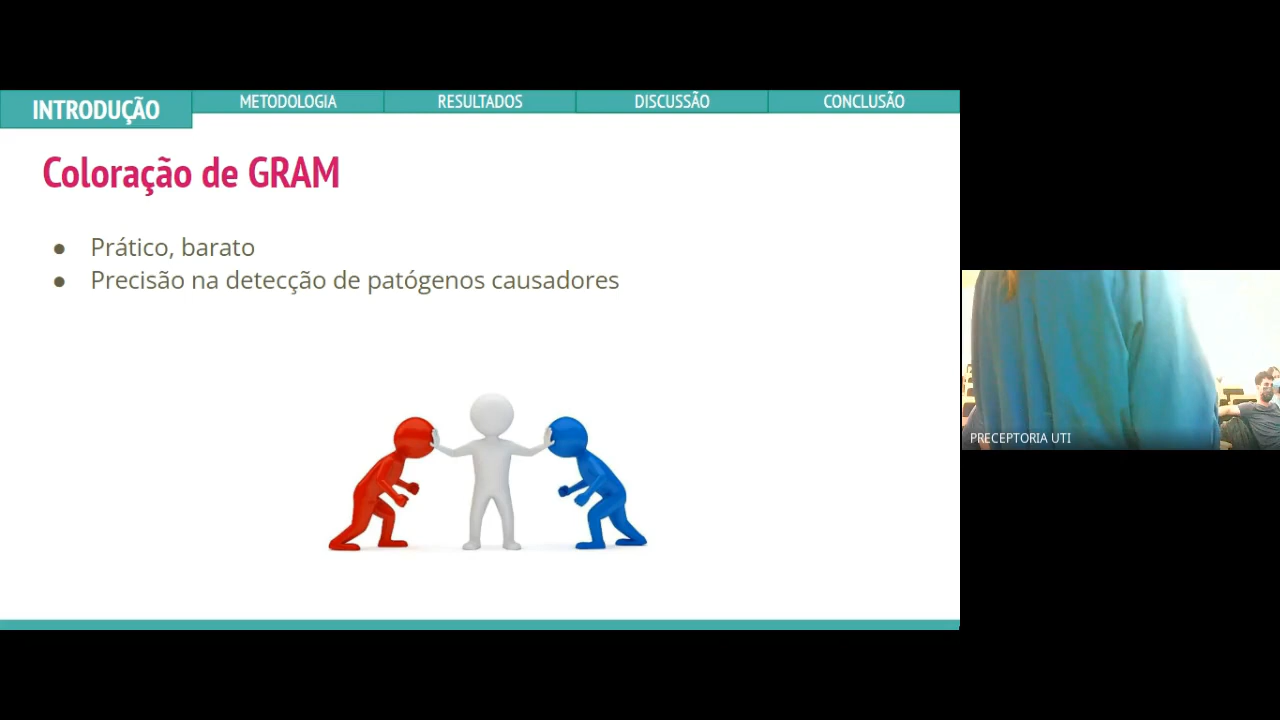 INTRODUÇÃO
METODOLOGIA
RESULTADOS
DISCUSSÃO
CONCLUSÃO
Coloração de GRAM
● Prático, barato
● Precisão na detecção de patógenos causadores
PRECEPTORIA UTI